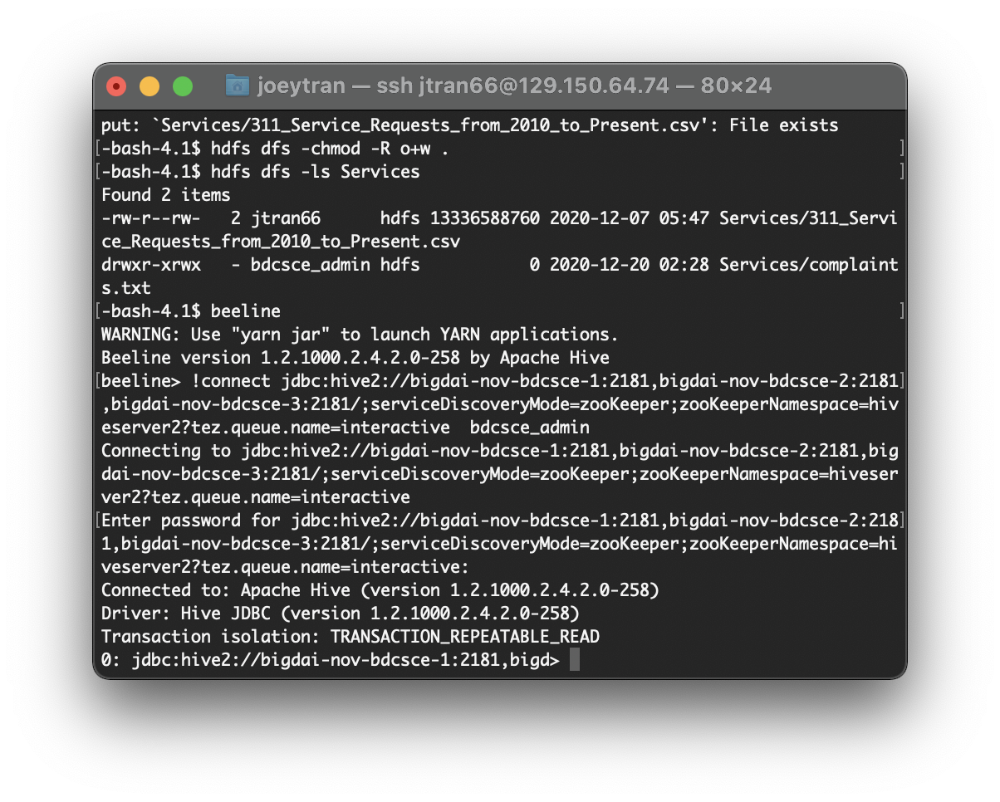 joeytran — ssh jtran66@129.150.64.74 — 80×24
put: `Services/311_Service_Requests_from_2010_to_Present.csv': File exists
[-bash-4.1$ hdfs dfs -chmod -R o+w . ]
[-bash-4.1$ hdfs dfs -ls Services ]
Found 2 items
-rw-r--rw-   2 jtran66      hdfs 13336588760 2020-12-07 05:47 Services/311_Servi
ce_Requests_from_2010_to_Present.csv
drwxr-xrwx   - bdcsce_admin hdfs           0 2020-12-20 02:28 Services/complaint
s.txt
[-bash-4.1$ beeline ]
WARNING: Use "yarn jar" to launch YARN applications.
Beeline version 1.2.1000.2.4.2.0-258 by Apache Hive
[beeline> !connect jdbc:hive2://bigdai-nov-bdcsce-1:2181,bigdai-nov-bdcsce-2:2181]
,bigdai-nov-bdcsce-3:2181/;serviceDiscoveryMode=zooKeeper;zooKeeperNamespace=hiv
eserver2?tez.queue.name=interactive  bdcsce_admin
Connecting to jdbc:hive2://bigdai-nov-bdcsce-1:2181,bigdai-nov-bdcsce-2:2181,big
dai-nov-bdcsce-3:2181/;serviceDiscoveryMode=zooKeeper;zooKeeperNamespace=hiveser
ver2?tez.queue.name=interactive
[Enter password for jdbc:hive2://bigdai-nov-bdcsce-1:2181,bigdai-nov-bdcsce-2:218]
1,bigdai-nov-bdcsce-3:2181/;serviceDiscoveryMode=zooKeeper;zooKeeperNamespace=hi
veserver2?tez.queue.name=interactive:
Connected to: Apache Hive (version 1.2.1000.2.4.2.0-258)
Driver: Hive JDBC (version 1.2.1000.2.4.2.0-258)
Transaction isolation: TRANSACTION_REPEATABLE_READ
0: jdbc:hive2://bigdai-nov-bdcsce-1:2181,bigd>